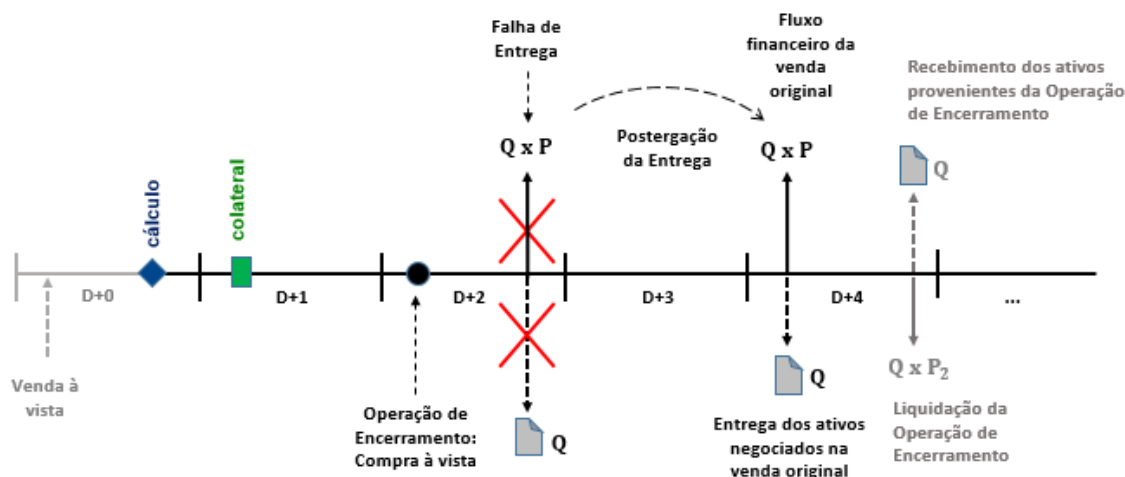 Falha de
Entrega
Fluxo
financeiro da
venda
original
Recebimento dos ativos
provenientes da Operação
de Encerramento
Q x P
Postergação
da Entrega
Q x P
Q
cálculo
colateral
D+0
D+1
D+2
D+3
D+4
...
Venda à
vista
Operação de
Encerramento:
Compra à vista
Q
Q
Entrega dos ativos
negociados na
venda original
Q x P₂
Liquidação da
Operação de
Encerramento